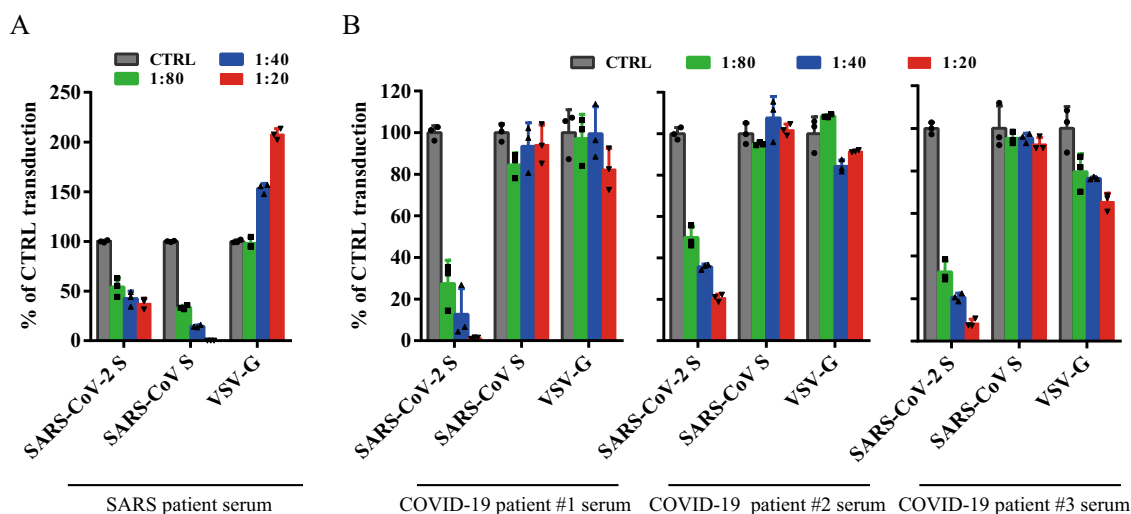 A
B
CTRL 1:40
1:80 1:20
CTRL 1:80 1:40 1:20
% of CTRL transduction
250
200
150
100
50
0
SARS-CoV-2 S
SARS-CoV S
VSV-G
SARS patient serum
% of CTRL transduction
120
100
80
60
40
20
0
SARS-CoV-2 S
SARS-CoV S
VSV-G
COVID-19 patient #1 serum
SARS-CoV-2 S
SARS-CoV S
VSV-G
COVID-19 patient #2 serum
SARS-CoV-2 S
SARS-CoV S
VSV-G
COVID-19 patient #3 serum